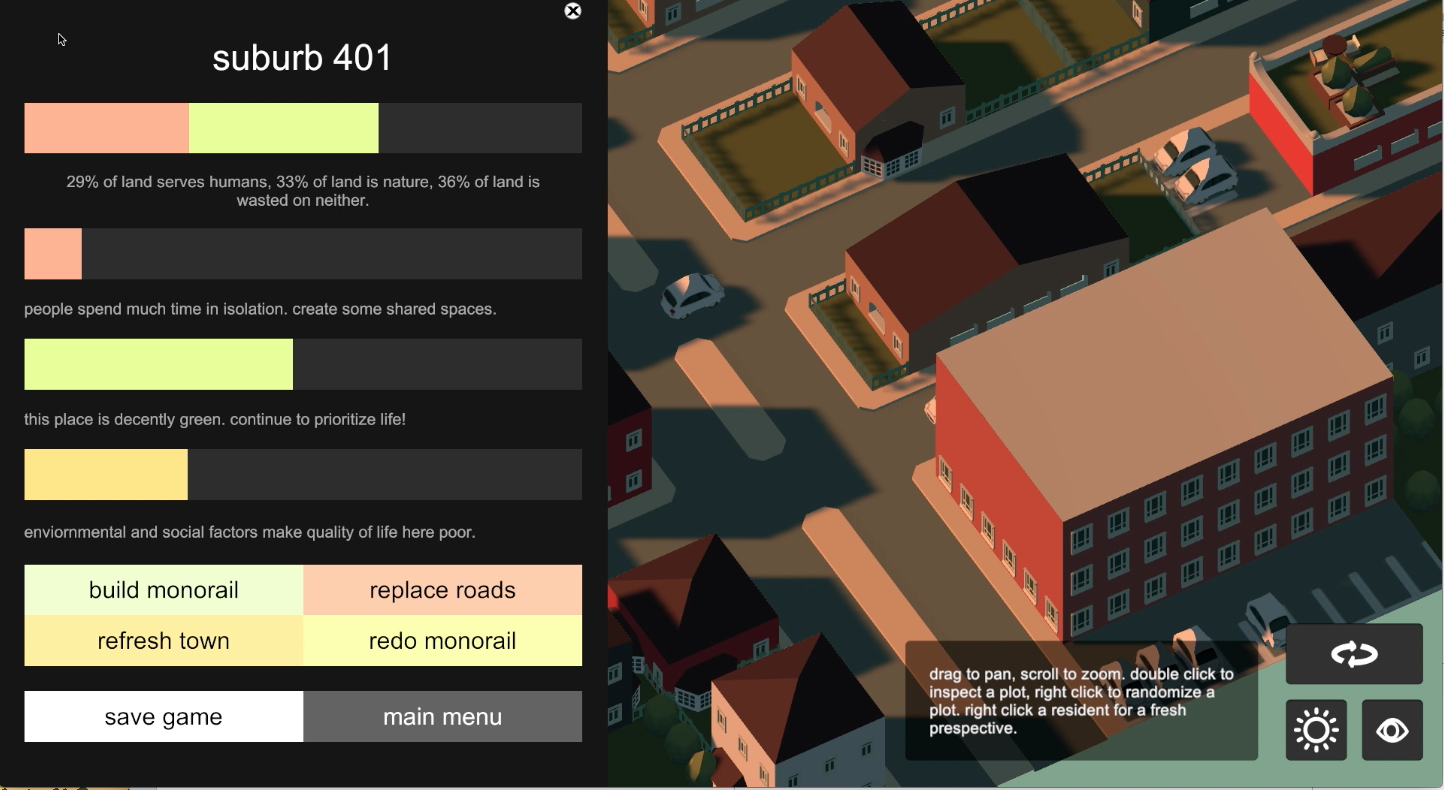 suburb 401
29% of land serves humans, 33% of land is nature, 36% of land is
wasted on neither.
people spend much time in isolation. create some shared spaces.
this place is decently green. continue to prioritize life!
enviornmental and social factors make quality of life here poor.
build monorail
replace roads
refresh town
redo monorail
save game
main menu
drag to pan, scroll to zoom. double click to
inspect a plot, right click to randomize a
plot. right click a resident for a fresh
prespective.